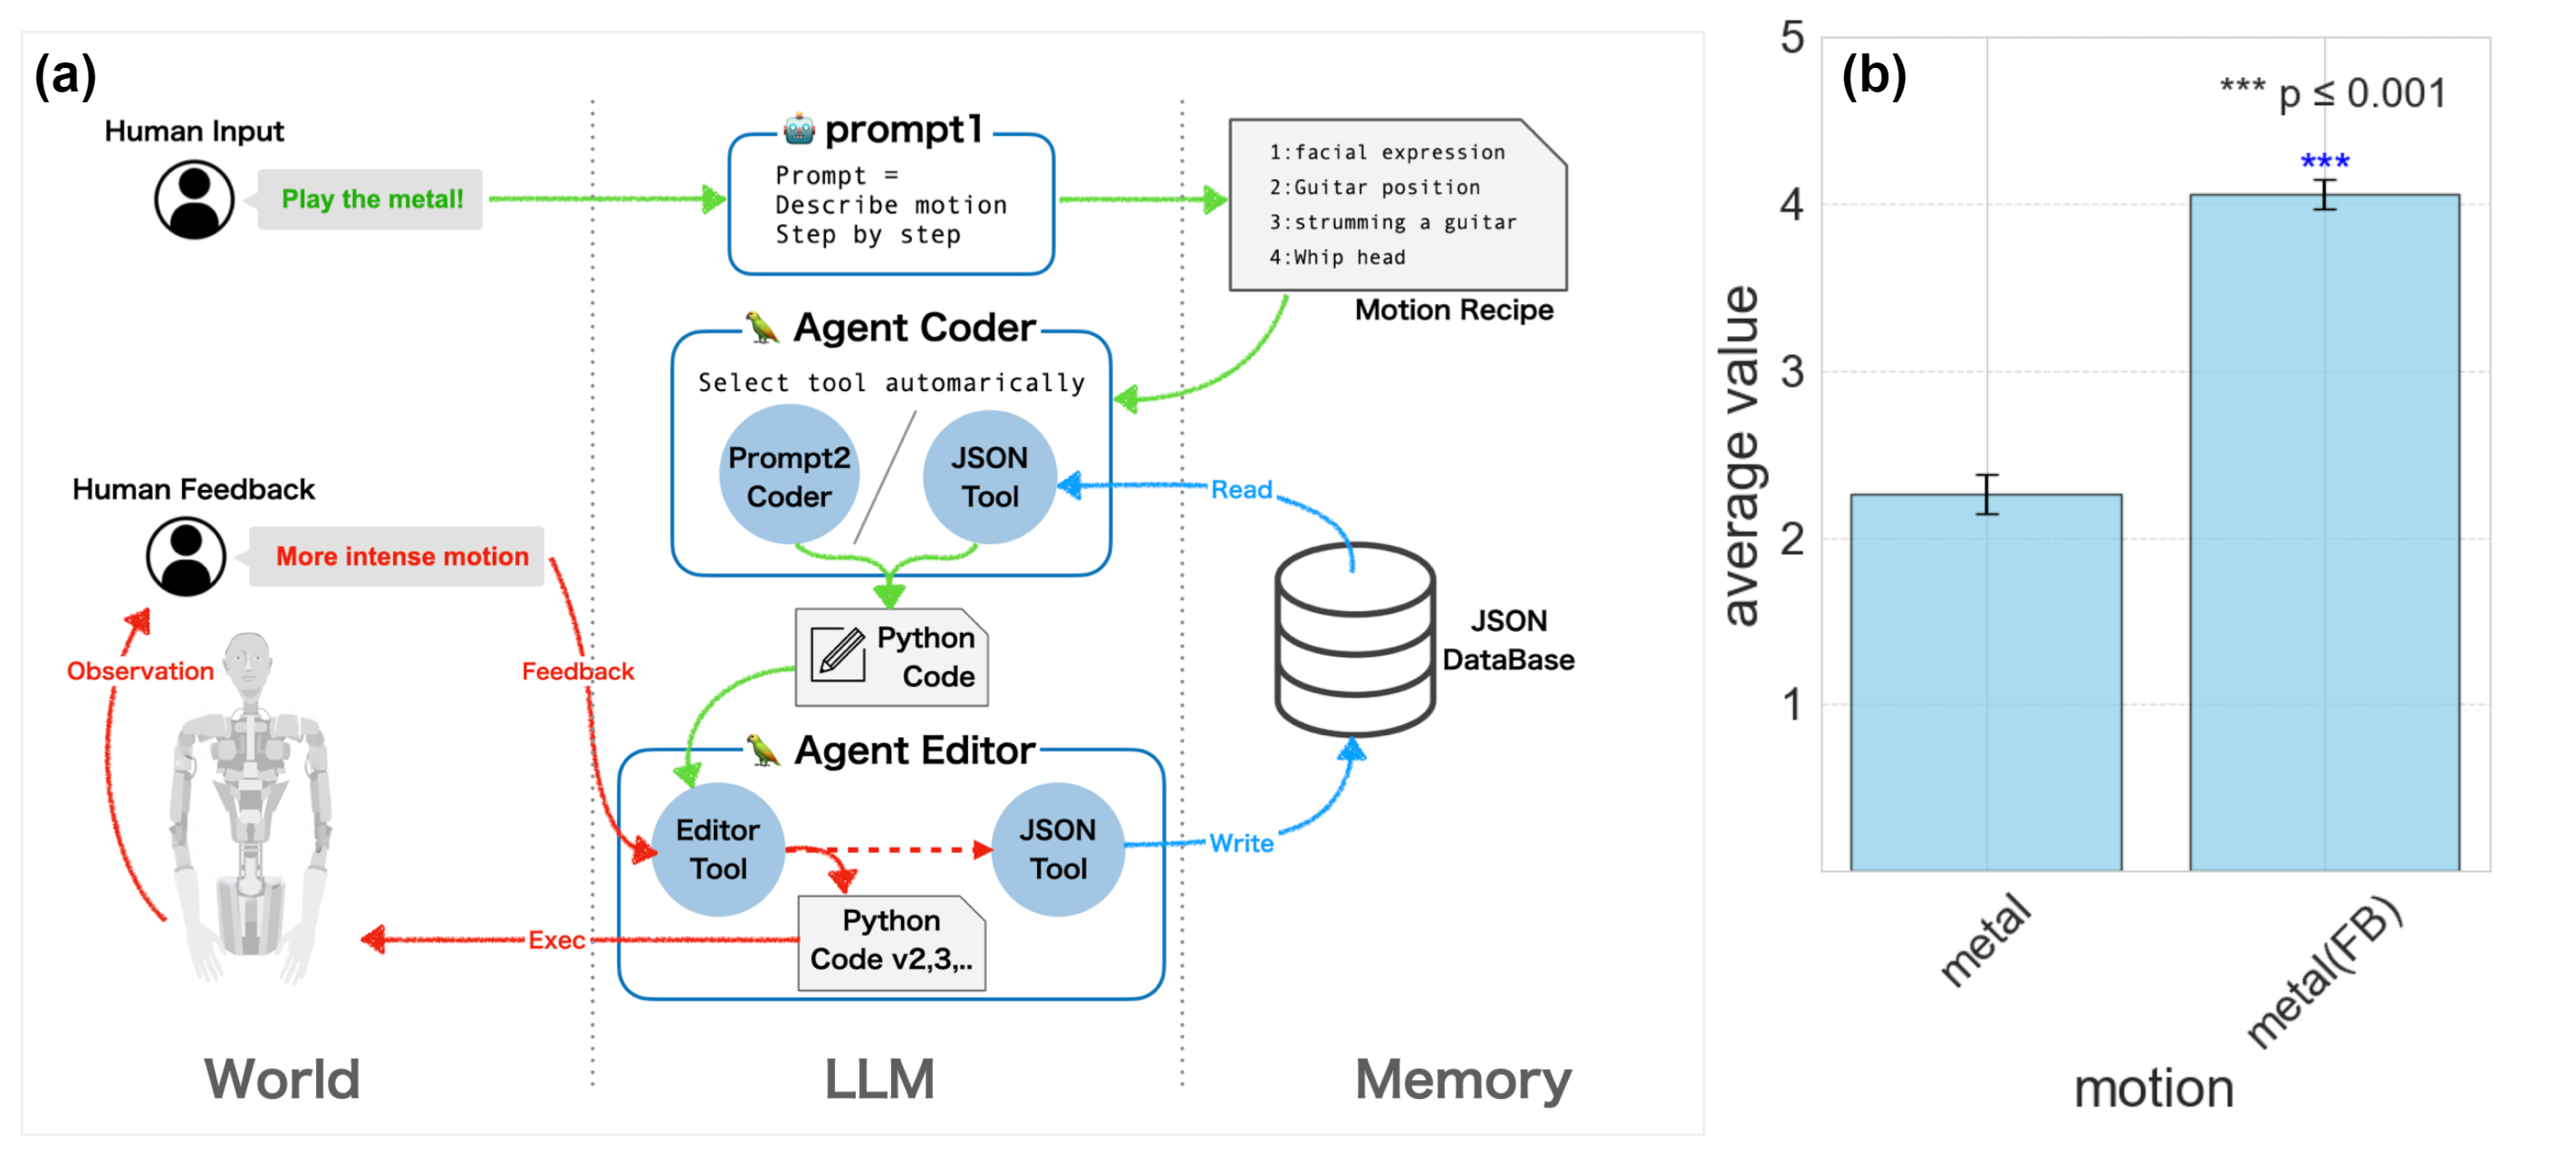 (a)
Human Input
Play the metal!
prompt1
Prompt =
Describe motion
Step by step
1:facial expression
2:Guitar position
3:strumming a guitar
4:Whip head
Motion Recipe
Agent Coder
Select tool automarically
Prompt2
Coder
JSON
Tool
Read
Human Feedback
More intense motion
Observation
Feedback
Python
Code
JSON
DataBase
Agent Editor
Editor
Tool
JSON
Tool
Write
Python
Code v2,3,..
Exec
World
LLM
Memory
(b)
*** p ≤ 0.001
***
5
4
3
2
1
average value
metal
metal(FB)
motion